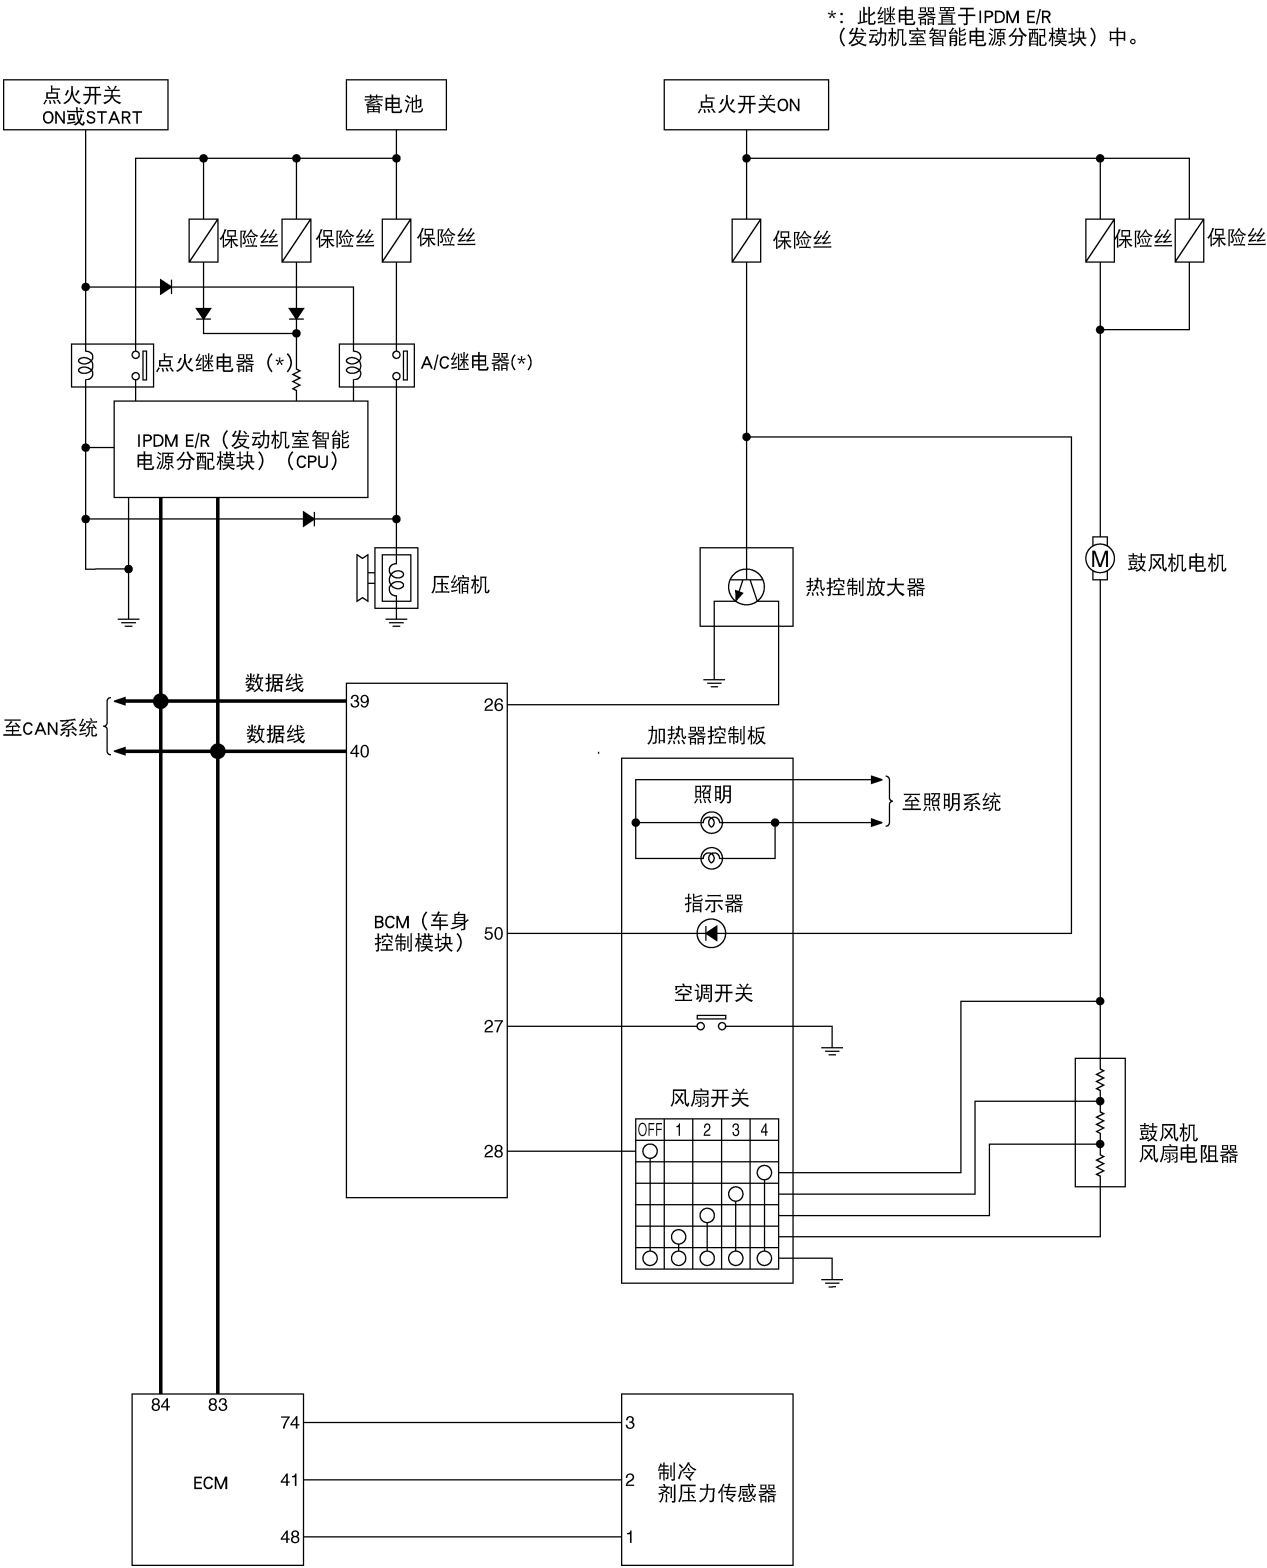 *：此继电器置于IPDM E/R
（发动机室智能电源分配模块）中。
点火开关
ON或START
蓄电池
点火开关ON
保险丝
保险丝
保险丝
保险丝
保险丝
保险丝
点火继电器（*）
A/C继电器(*)
IPDM E/R（发动机室智能
电源分配模块）（CPU）
压缩机
热控制放大器
M
鼓风机电机
数据线
39
26
至CAN系统
数据线
40
加热器控制板
照明
至照明系统
指示器
BCM（车身
控制模块）
50
空调开关
27
风扇开关
OFF 1 2 3 4
28
鼓风机
风扇电阻器
84 83
74
3
ECM
41
2
制冷
剂压力传感器
48
1